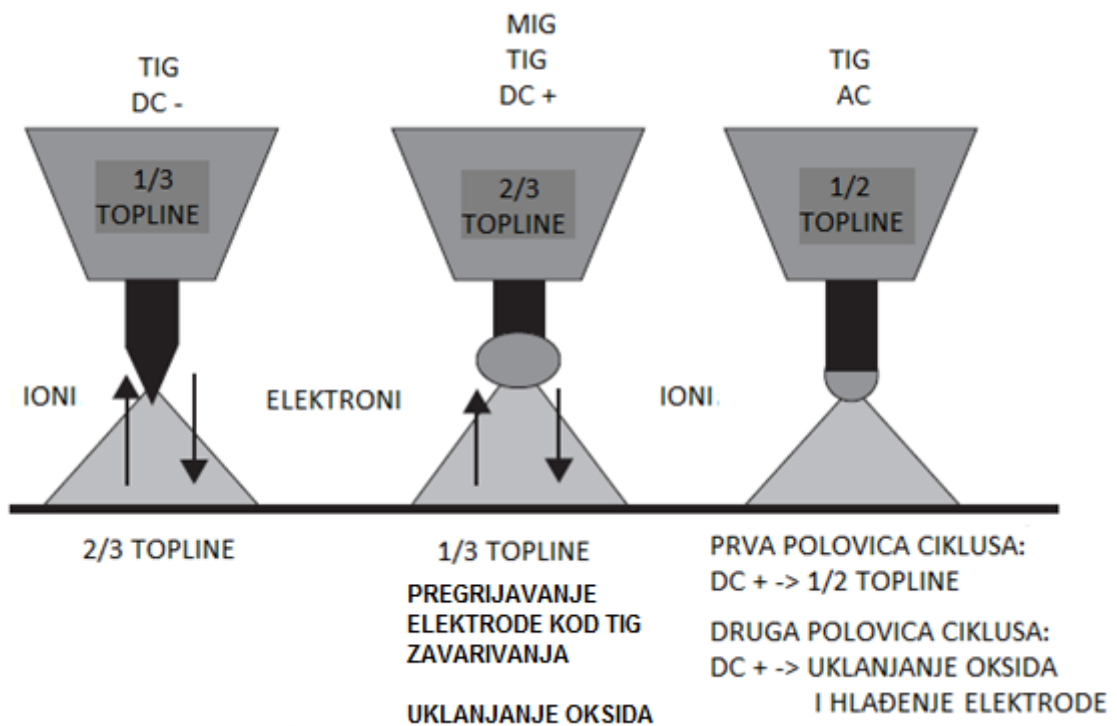 TIG
DC -
MIG
TIG
DC +
TIG
AC
1/3
TOPLINE
2/3
TOPLINE
1/2
TOPLINE
IONI
ELEKTRONI
IONI.
2/3 TOPLINE
1/3 TOPLINE
PREGRIJAVANJE
ELEKTRODE KOD TIG
ZAVARIVANJA
UKLANJANJE OKSIDA
PRVA POLOVICA CIKLUSA:
DC + -> 1/2 TOPLINE
DRUGA POLOVICA CIKLUSA:
DC + -> UKLANJANJE OKSIDA
I HLAĐENJE ELEKTRODE